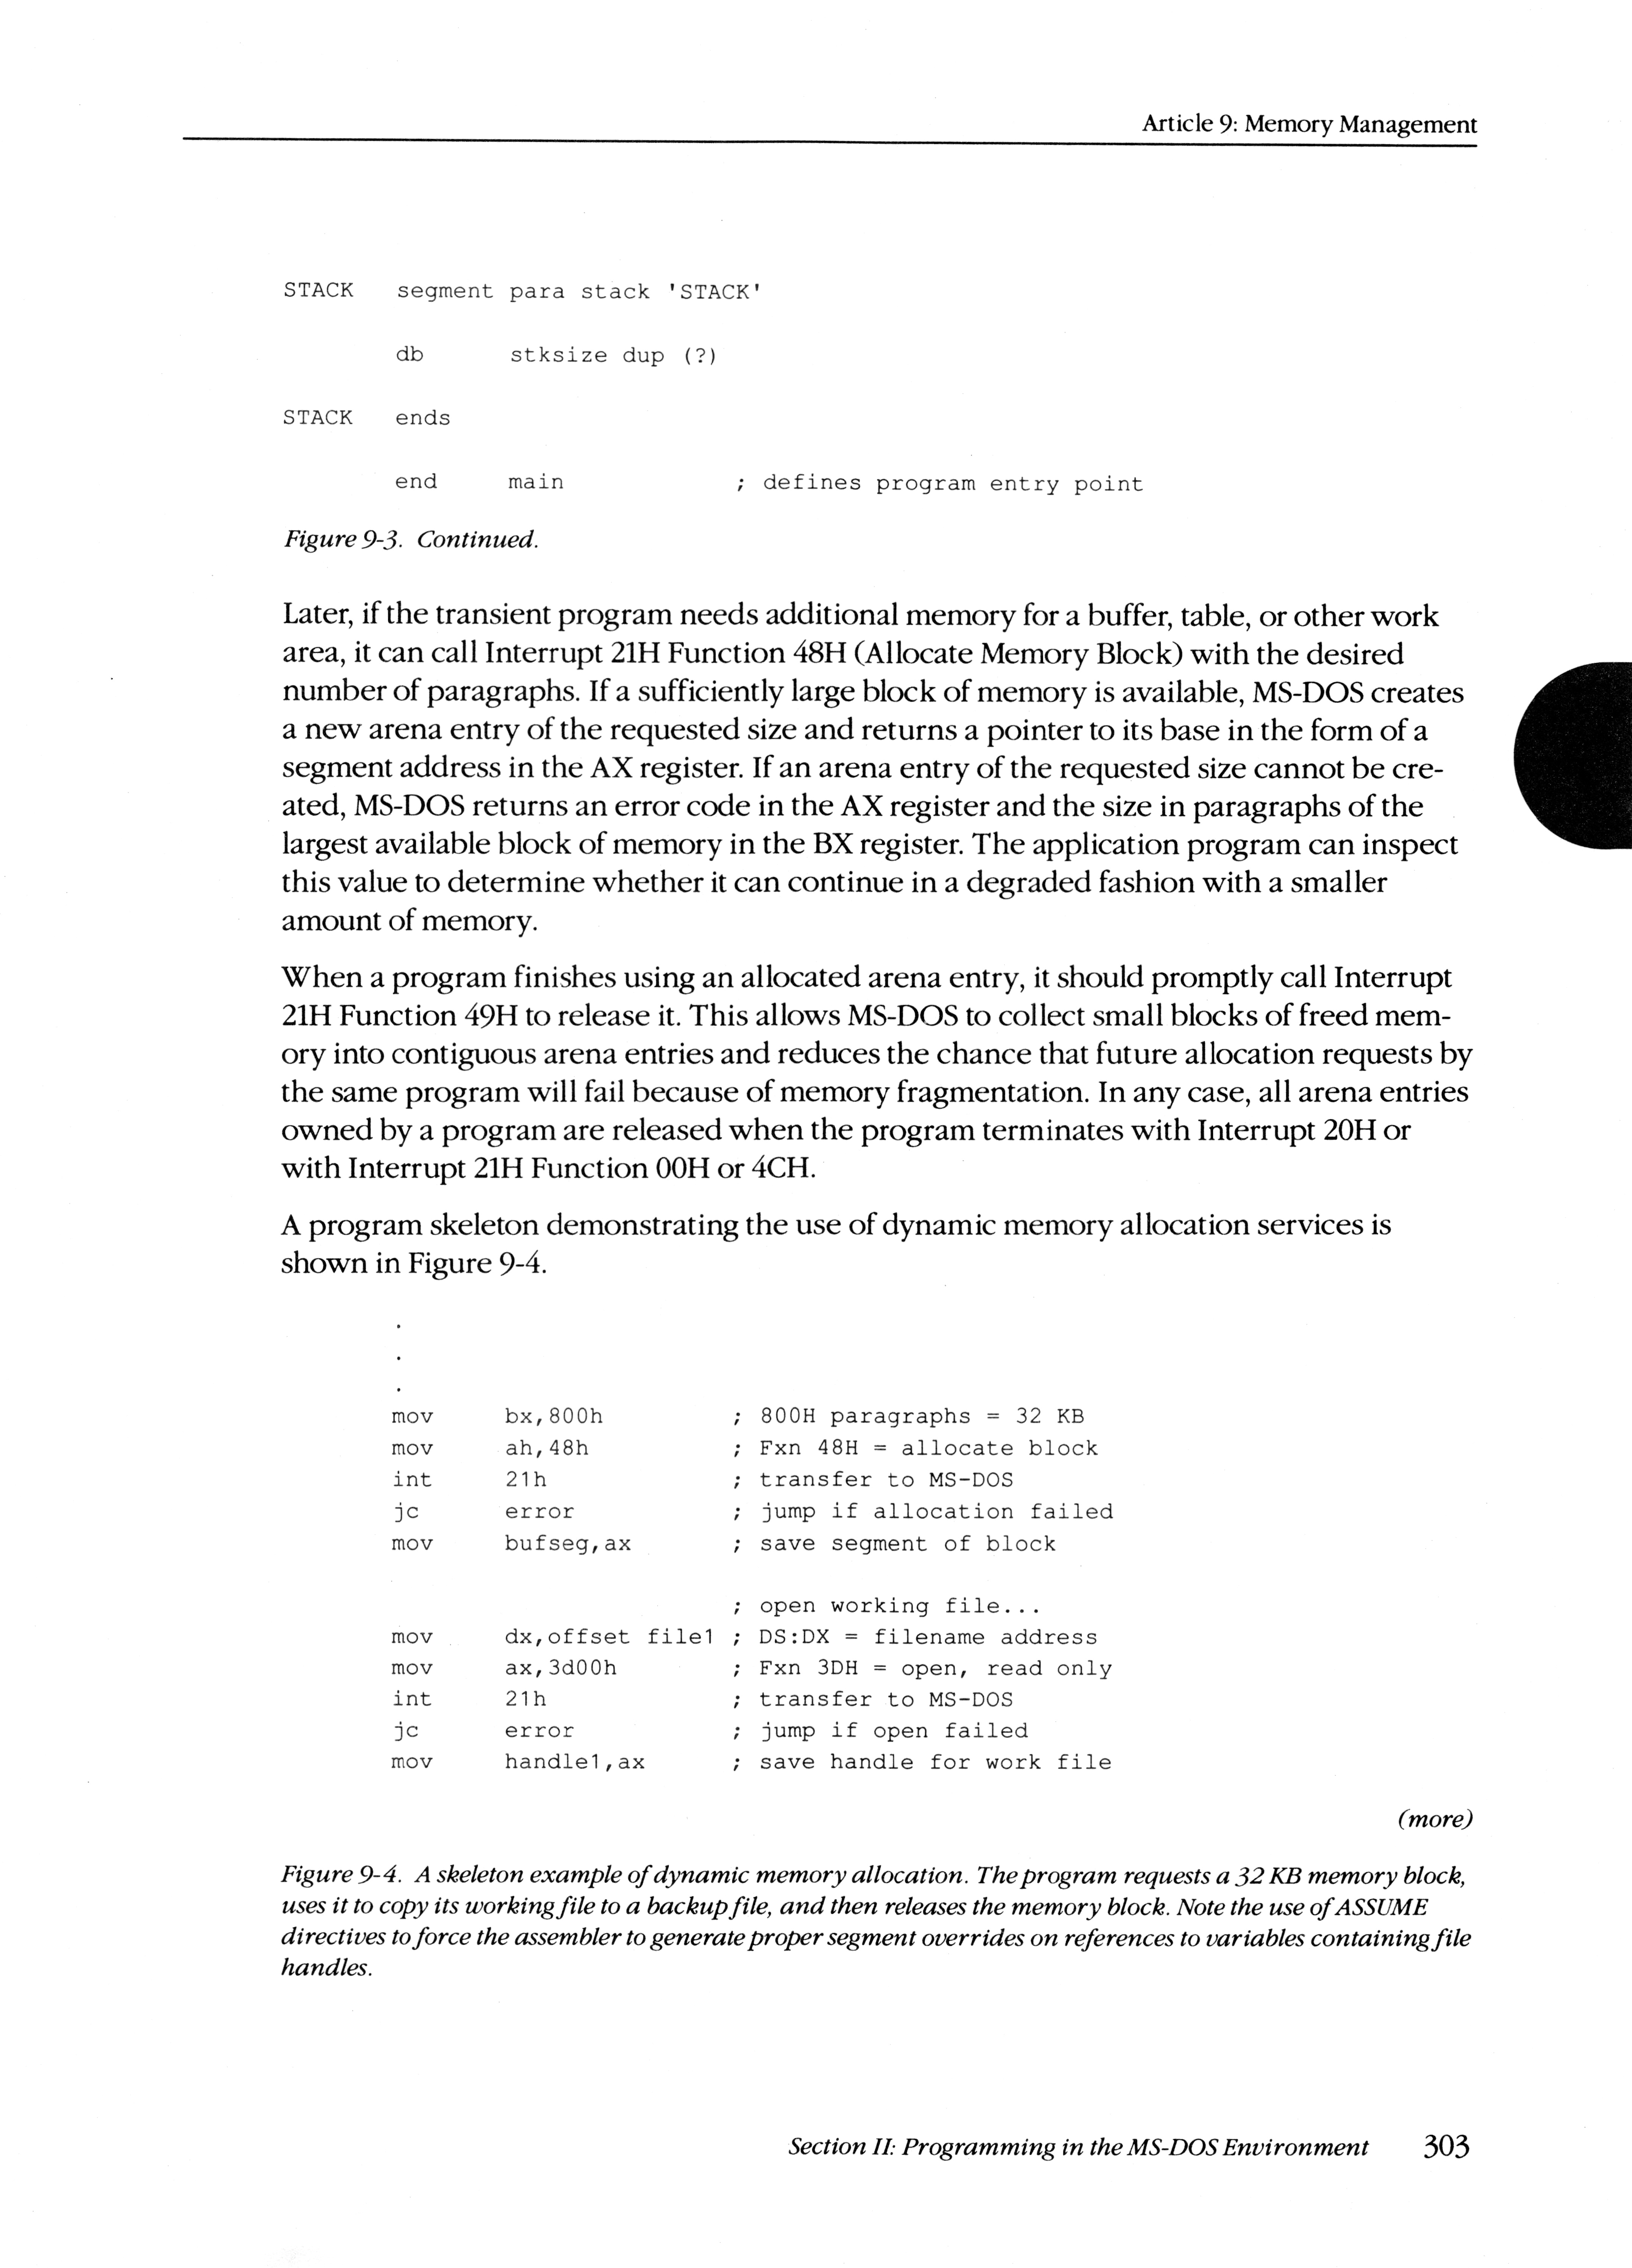 Article 9: Memory Management
STACK segment para stack 'STACK'
db stksize dup (?)
STACK ends
end main ; defines program entry point
Figure 9-3. Continued.
Later, if the transient program needs additional memory for a buffer, table, or other work
area, it can call Interrupt 21H Function 48H (Allocate Memory Block) with the desired
number of paragraphs. If a sufficiently large block of memory is available, MS-DOS creates
a new arena entry of the requested size and returns a pointer to its base in the form of a
segment address in the AX register. If an arena entry of the requested size cannot be cre-
ated, MS-DOS returns an error code in the AX register and the size in paragraphs of the
largest available block of memory in the BX register. The application program can inspect
this value to determine whether it can continue in a degraded fashion with a smaller
amount of memory.
When a program finishes using an allocated arena entry, it should promptly call Interrupt
21H Function 49H to release it. This allows MS-DOS to collect small blocks of freed mem-
ory into contiguous arena entries and reduces the chance that future allocation requests by
the same program will fail because of memory fragmentation. In any case, all arena entries
owned by a program are released when the program terminates with Interrupt 20H or
with Interrupt 21H Function 00H or 4CH.
A program skeleton demonstrating the use of dynamic memory allocation services is
shown in Figure 9-4.
.
.
.
mov bx,800h ; 800H paragraphs = 32 KB
mov ah,48h ; Fxn 48H = allocate block
int 21h ; transfer to MS-DOS
jc error ; jump if allocation failed
mov bufseg,ax ; save segment of block
; open working file...
mov dx,offset file1 ; DS:DX = filename address
mov ax,3d00h ; Fxn 3DH = open, read only
int 21h ; transfer to MS-DOS
jc error ; jump if open failed
mov handle1,ax ; save handle for work file
(more)
Figure 9-4. A skeleton example of dynamic memory allocation. The program requests a 32 KB memory block,
uses it to copy its working file to a backup file, and then releases the memory block. Note the use of ASSUME
directives to force the assembler to generate proper segment overrides on references to variables containing file
handles.
Section II: Programming in the MS-DOS Environment 303